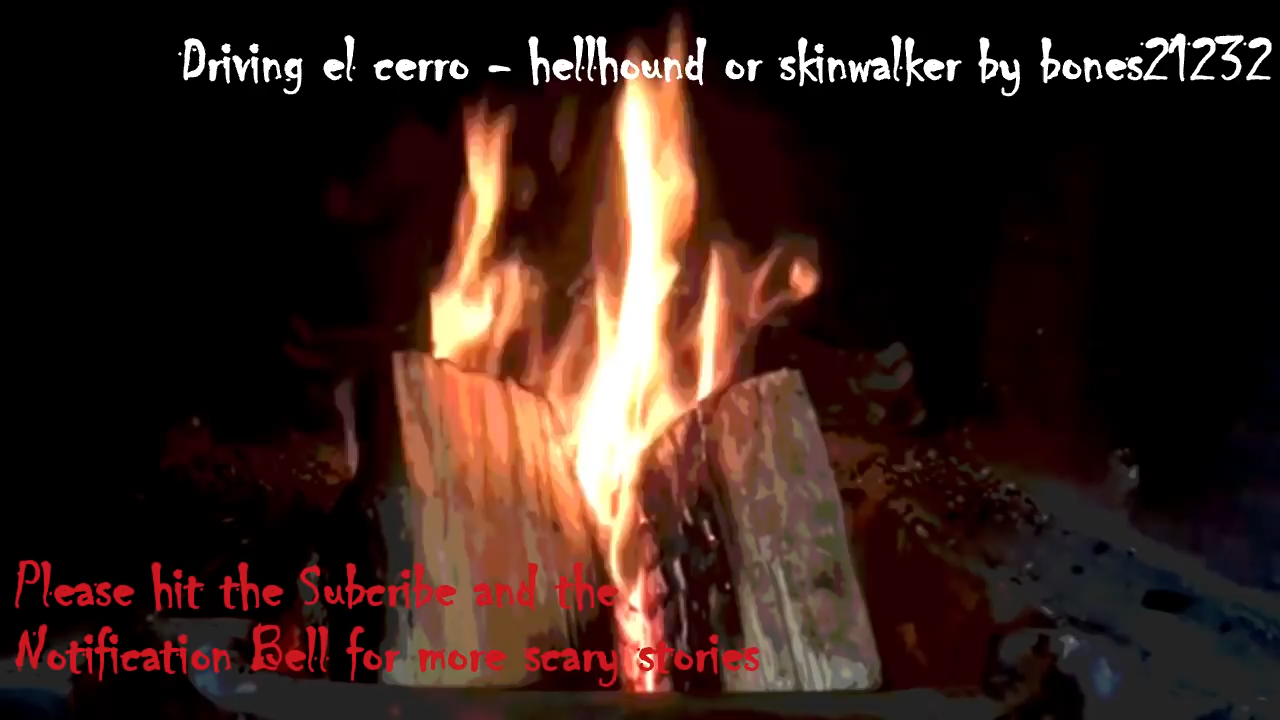 Driving el cerro - hellhound or skinwalker by bones21232
Please hit the Subcribe and the
Notification Bell for more scary stories